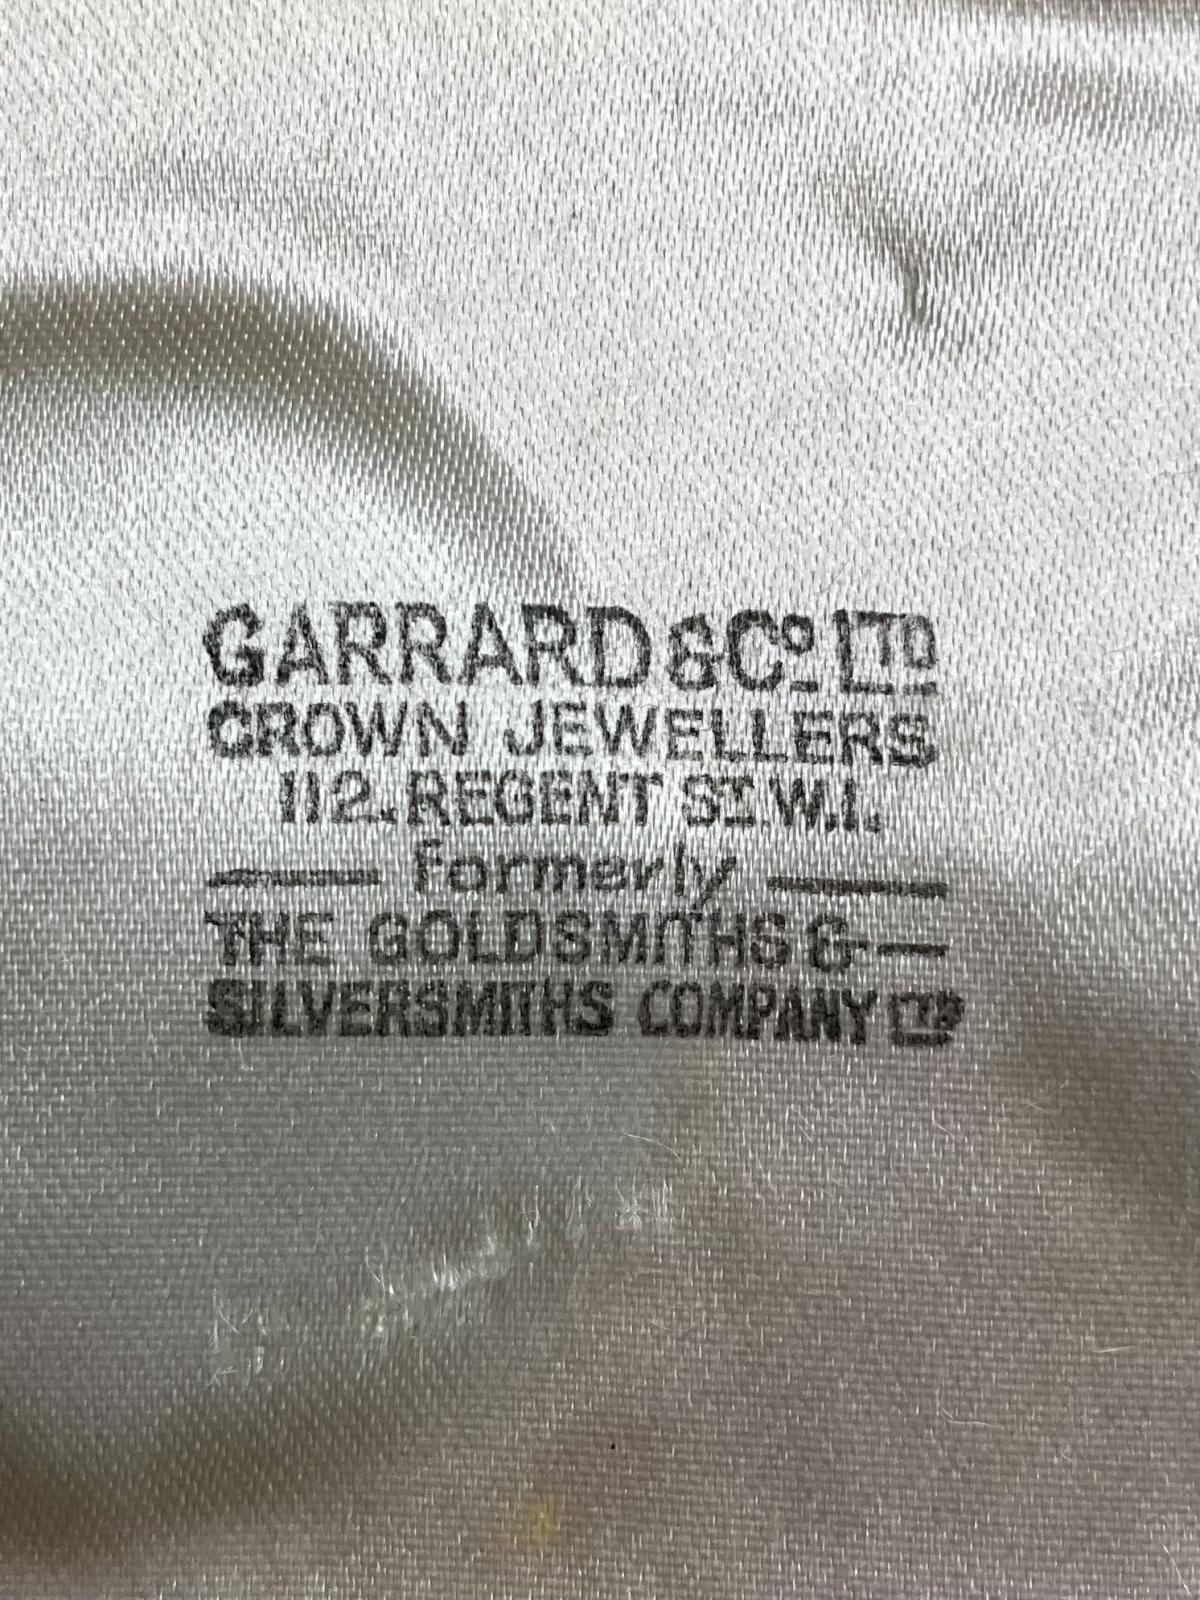 GARRARD & Cº LTD
CROWN JEWELLERS
112. REGENT ST. W.1.
formerly
THE GOLDSMITHS &
SILVERSMITHS COMPANY LTD